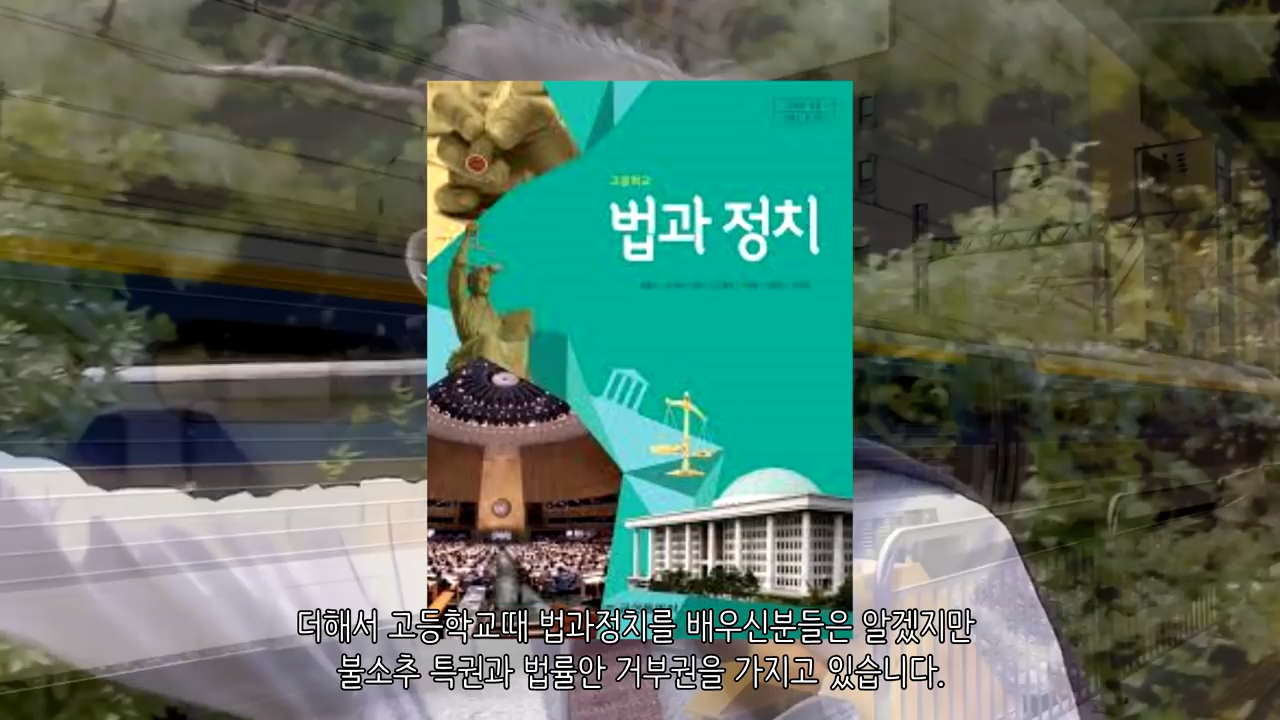 고등학교
법과 정치
더해서 고등학교때 법과정치를 배우신분들은 알겠지만
불소추 특권과 법률안 거부권을 가지고 있습니다.